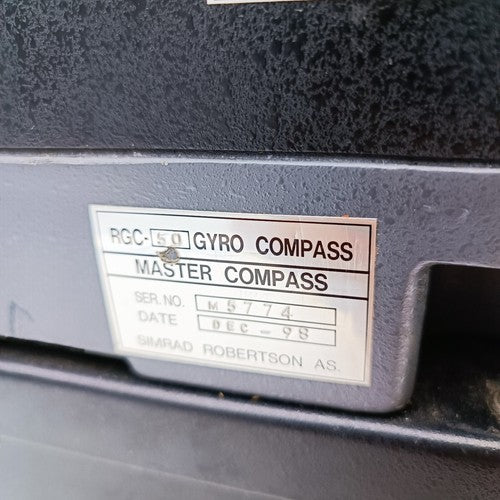 RGC-50 GYRO COMPASS
MASTER COMPASS
SER. NO. M5774
DATE DEC-98
SIMRAD ROBERTSON AS.